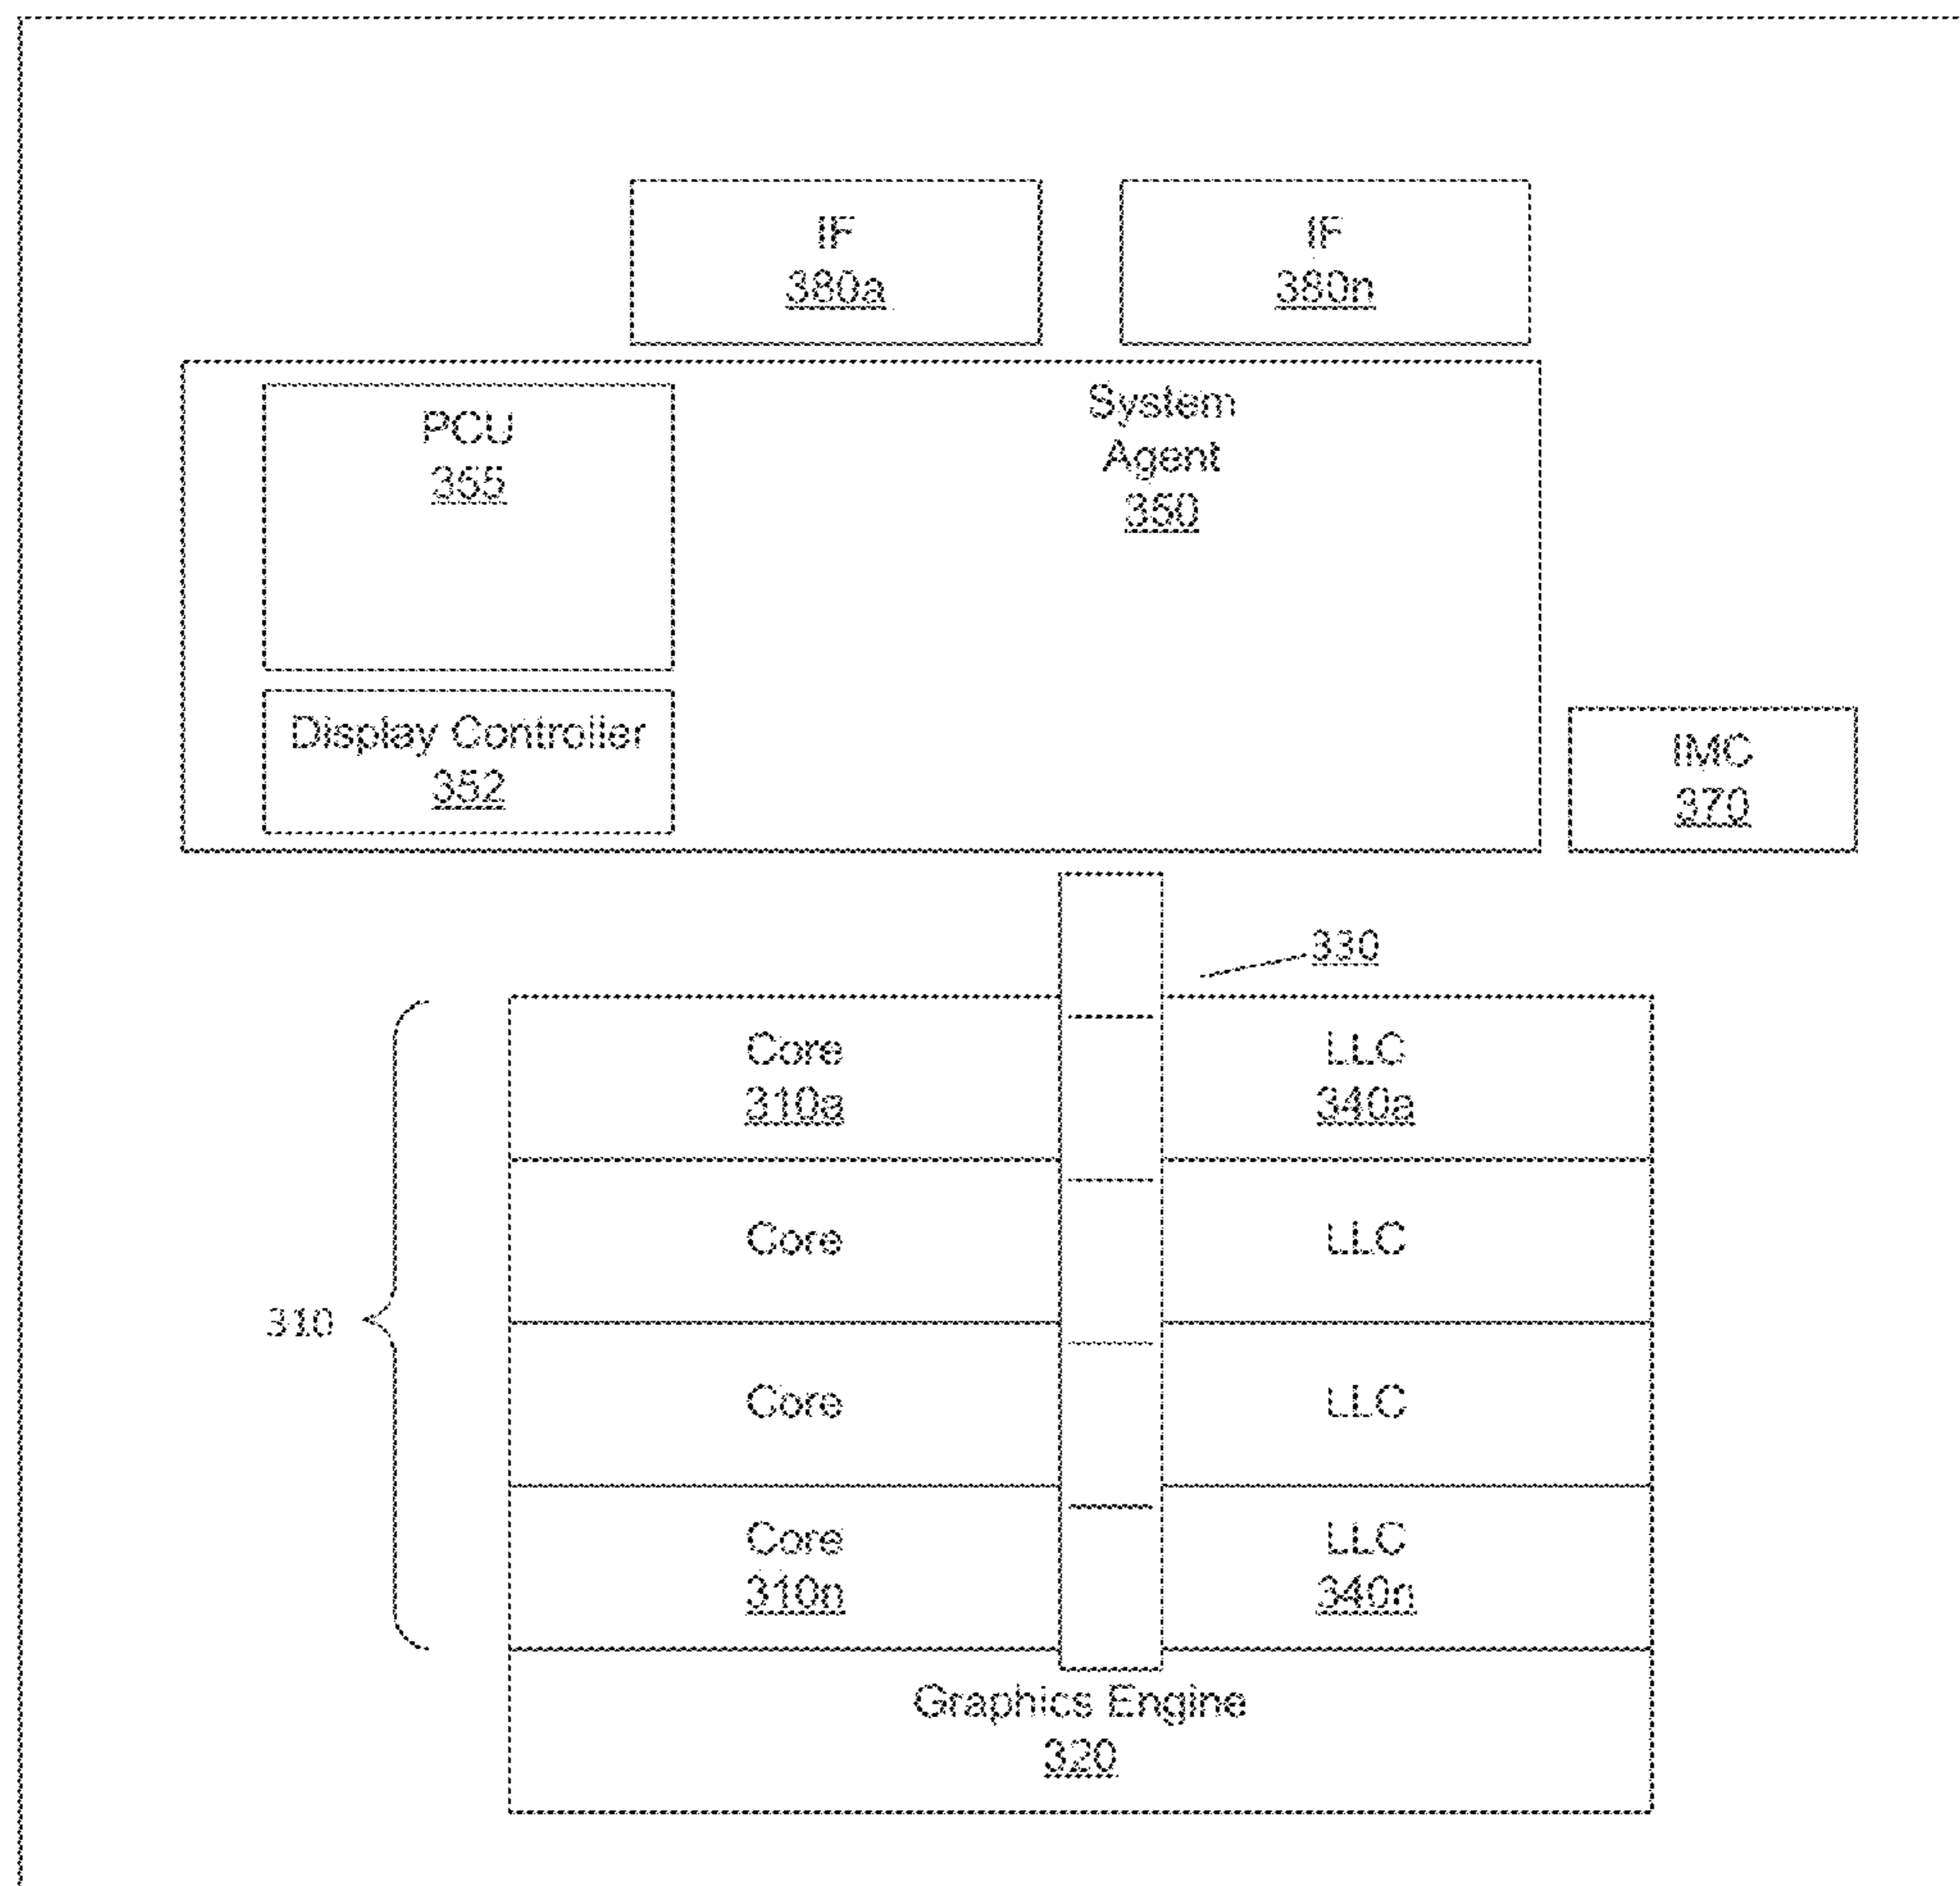 IF
380a
IF
380n
PCU
355
System
Agent
350
Display Controller
352
IMC
370
330
Core
310a
LLC
340a
Core
LLC
310
Core
LLC
Core
310n
LLC
340n
Graphics Engine
320